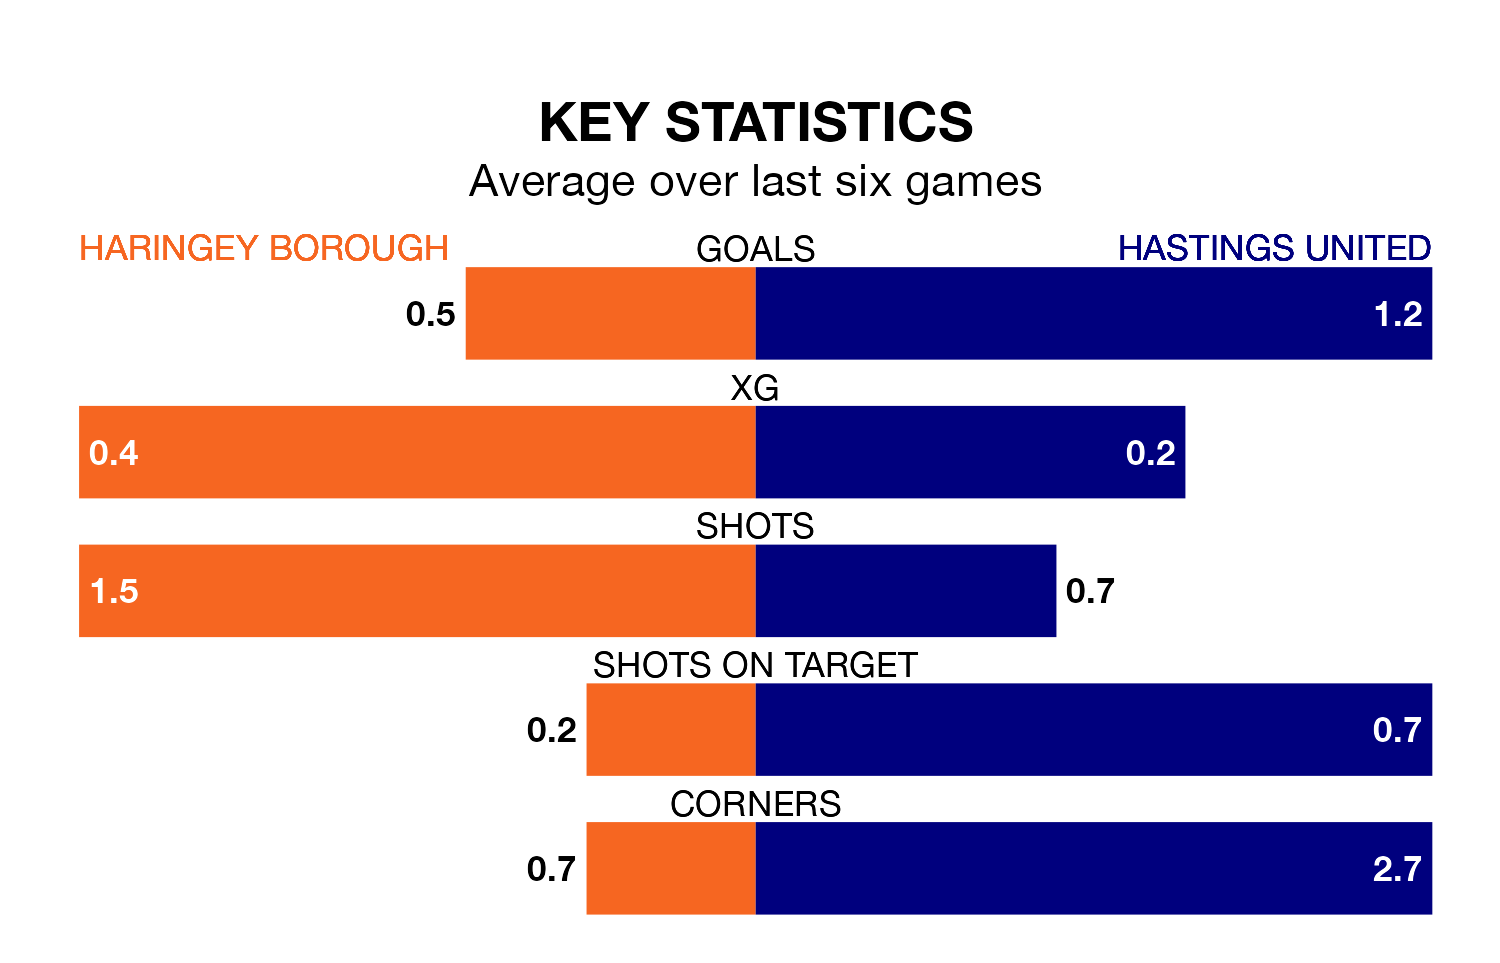 KEY STATISTICS
Average over last six games
HARINGEY BOROUGH GOALS HASTINGS UNITED
0.5 1.2
XG
0.4 0.2
SHOTS
1.5 0.7
SHOTS ON TARGET
0.2 0.7
CORNERS
0.7 2.7